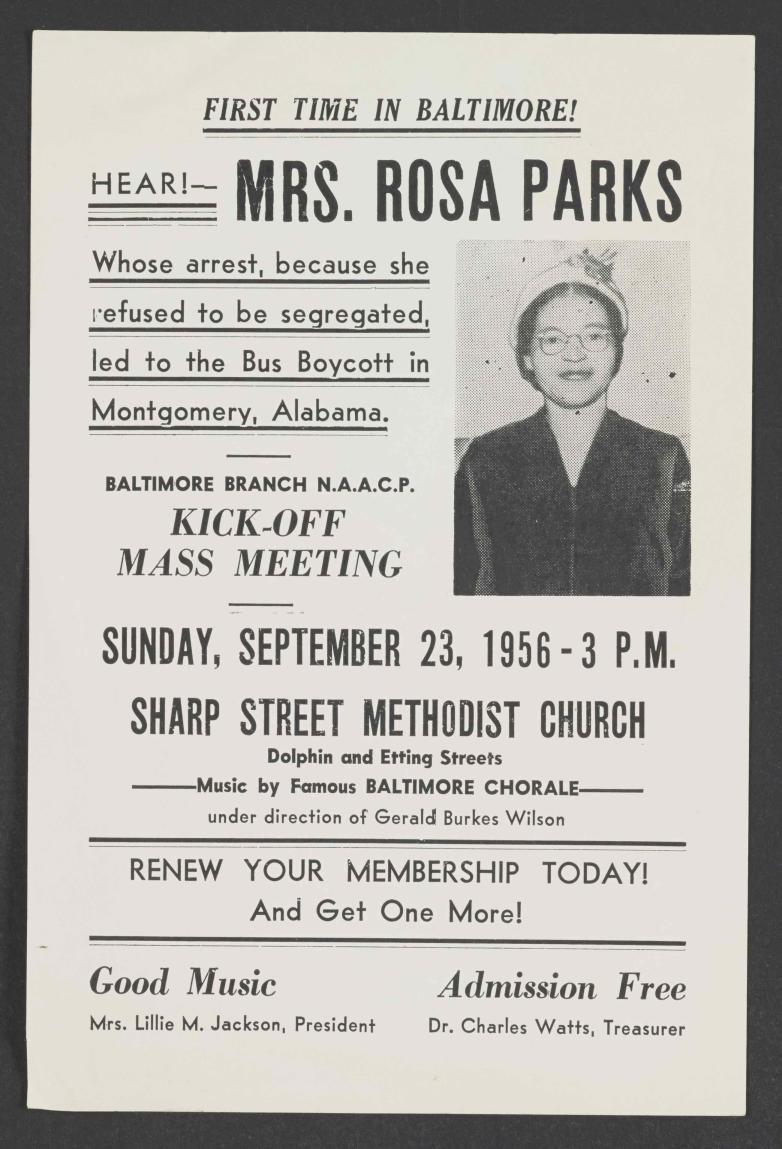 FIRST TIME IN BALTIMORE!
HEAR!— MRS. ROSA PARKS
Whose arrest, because she
refused to be segregated,
led to the Bus Boycott in
Montgomery, Alabama.
BALTIMORE BRANCH N.A.A.C.P.
KICK-OFF
MASS MEETING
SUNDAY, SEPTEMBER 23, 1956 - 3 P.M.
SHARP STREET METHODIST CHURCH
Dolphin and Etting Streets
Music by Famous BALTIMORE CHORALE
under direction of Gerald Burkes Wilson
RENEW YOUR MEMBERSHIP TODAY!
And Get One More!
Good Music Admission Free
Mrs. Lillie M. Jackson, President Dr. Charles Watts, Treasurer